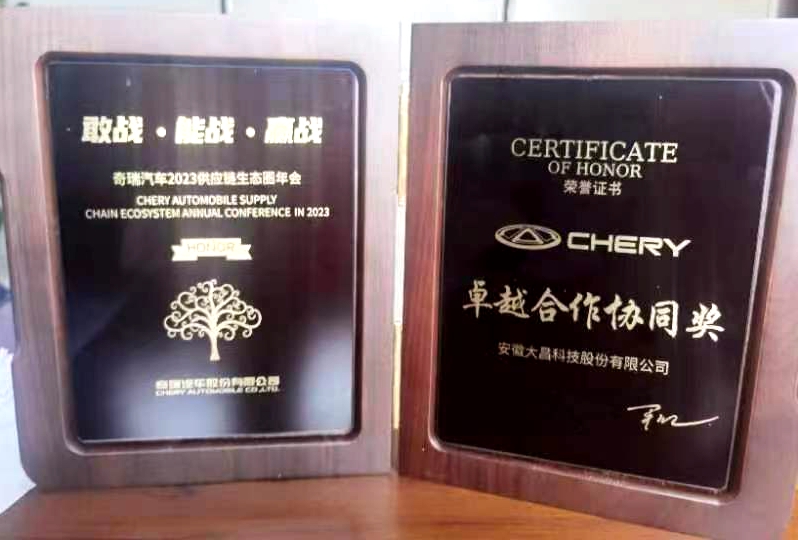 敢战·能战·赢战
奇瑞汽车2023供应链生态圈年会
CHERY AUTOMOBILE SUPPLY
CHAIN ECOSYSTEM ANNUAL CONFERENCE IN 2023
HONOR
奇瑞汽车股份有限公司
CHERY AUTOMOBILE CO.,LTD.
CERTIFICATE
OF HONOR
荣誉证书
CHERY
卓越合作协同奖
安徽大昌科技股份有限公司